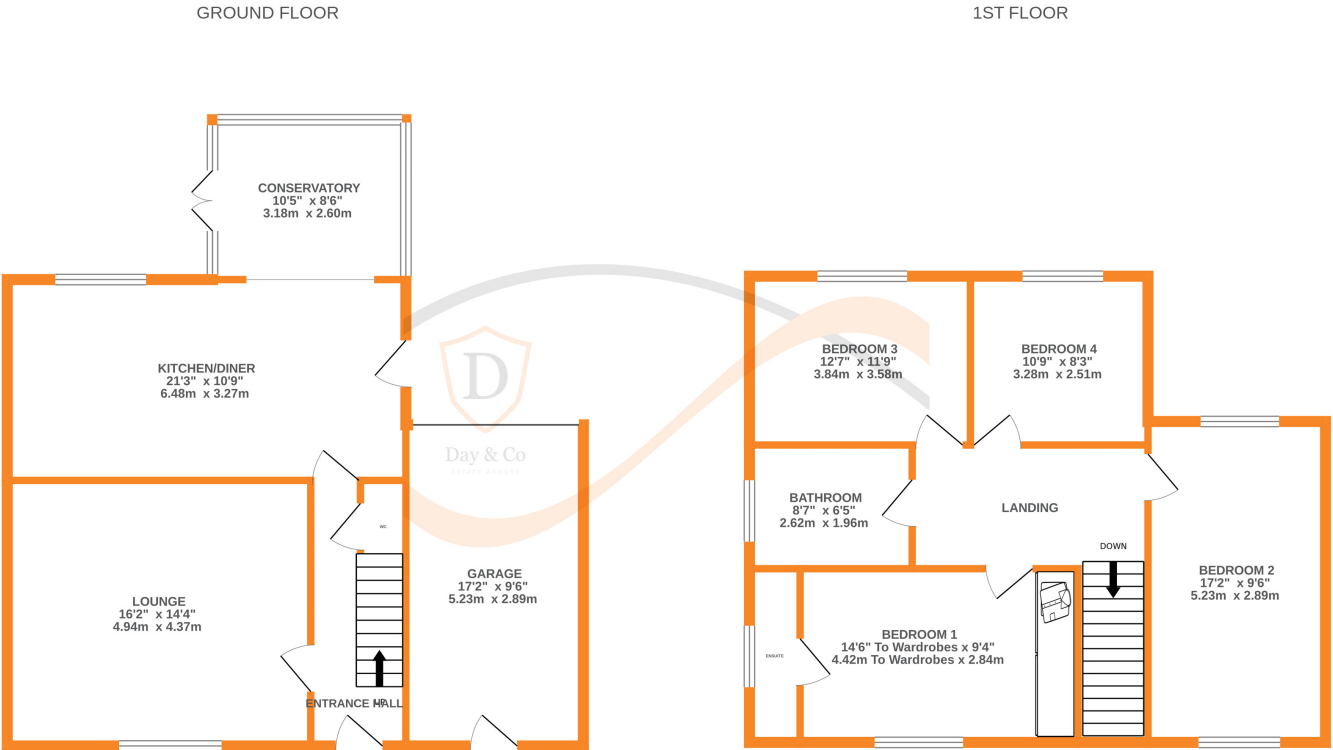 GROUND FLOOR
1ST FLOOR
CONSERVATORY
10'5" x 8'6"
3.18m x 2.60m
KITCHEN/DINER
21'3" x 10'9"
6.48m x 3.27m
D
Day & Co
ESTATE AGENTS
WC
LOUNGE
16'2" x 14'4"
4.94m x 4.37m
GARAGE
17'2" x 9'6"
5.23m x 2.89m
ENTRANCE HALL
UP
BEDROOM 3
12'7" x 11'9"
3.84m x 3.58m
BEDROOM 4
10'9" x 8'3"
3.28m x 2.51m
BATHROOM
8'7" x 6'5"
2.62m x 1.96m
LANDING
DOWN
BEDROOM 2
17'2" x 9'6"
5.23m x 2.89m
ENSUITE
BEDROOM 1
14'6" To Wardrobes x 9'4"
4.42m To Wardrobes x 2.84m